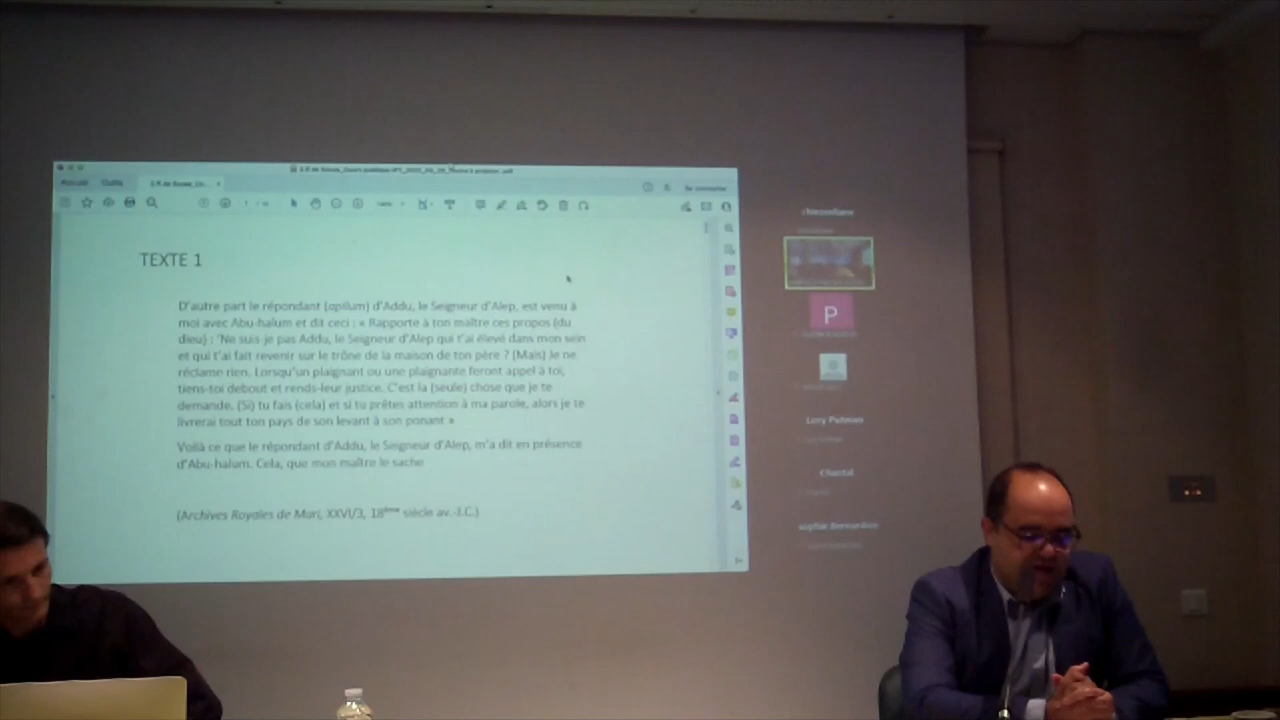 Accueil Outils
TEXTE 1
D'autre part le répondant (apilum) d'Addu, le Seigneur d'Alep, est venu à
moi avec Abu-halum et dit ceci : « Rapporte à ton maître ces propos (du
dieu) : 'Ne suis-je pas Addu, le Seigneur d'Alep qui t'ai élevé dans mon sein
et qui t'ai fait revenir sur le trône de la maison de ton père ? (Mais) Je ne
réclame rien. Lorsqu'un plaignant ou une plaignante feront appel à toi,
tiens-toi debout et rends-leur justice. C'est la (seule) chose que je te
demande. (Si) tu fais (cela) et si tu prêtes attention à ma parole, alors je te
livrerai tout ton pays de son levant à son ponant »
Voilà ce que le répondant d'Addu, le Seigneur d'Alep, m'a dit en présence
d'Abu-halum. Cela, que mon maître le sache
(Archives Royales de Mari, XXVI/3, 18ème siècle av.-J.C.)
P
Chantal